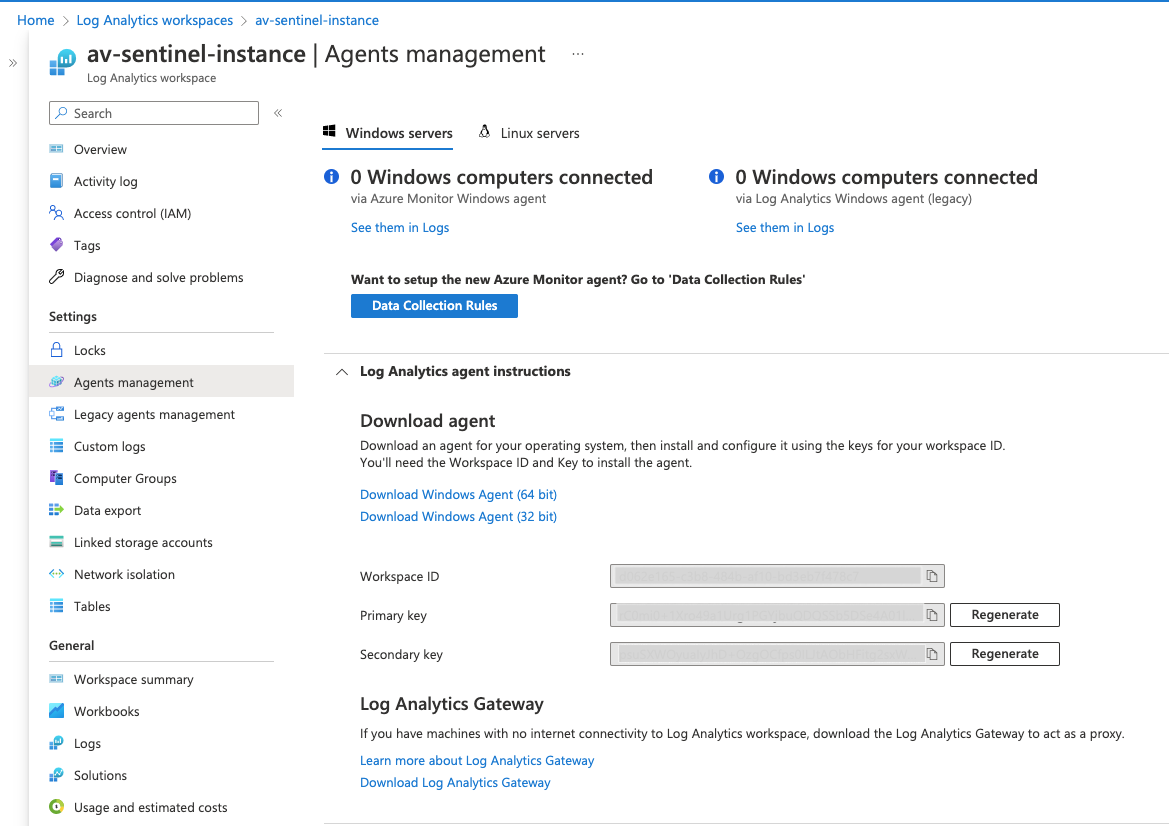 Home > Log Analytics workspaces > av-sentinel-instance
»
av-sentinel-instance | Agents management ...
Log Analytics workspace
Search «
Overview
Activity log
Access control (IAM)
Tags
Diagnose and solve problems
Settings
Locks
Agents management
Legacy agents management
Custom logs
Computer Groups
Data export
Linked storage accounts
Network isolation
Tables
General
Workspace summary
Workbooks
Logs
Solutions
Usage and estimated costs
Windows servers Linux servers
0 Windows computers connected
via Azure Monitor Windows agent
See them in Logs
0 Windows computers connected
via Log Analytics Windows agent (legacy)
See them in Logs
Want to setup the new Azure Monitor agent? Go to 'Data Collection Rules'
Data Collection Rules
Log Analytics agent instructions
Download agent
Download an agent for your operating system, then install and configure it using the keys for your workspace ID.
You'll need the Workspace ID and Key to install the agent.
Download Windows Agent (64 bit)
Download Windows Agent (32 bit)
Workspace ID
Primary key Regenerate
Secondary key Regenerate
Log Analytics Gateway
If you have machines with no internet connectivity to Log Analytics workspace, download the Log Analytics Gateway to act as a proxy.
Learn more about Log Analytics Gateway
Download Log Analytics Gateway